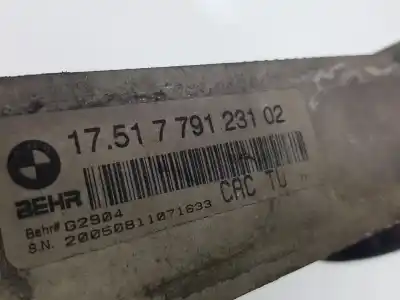 17.51 7 791 231 02
BEHR
CAC TU
Behr# G2904
S.N. 20050811071633